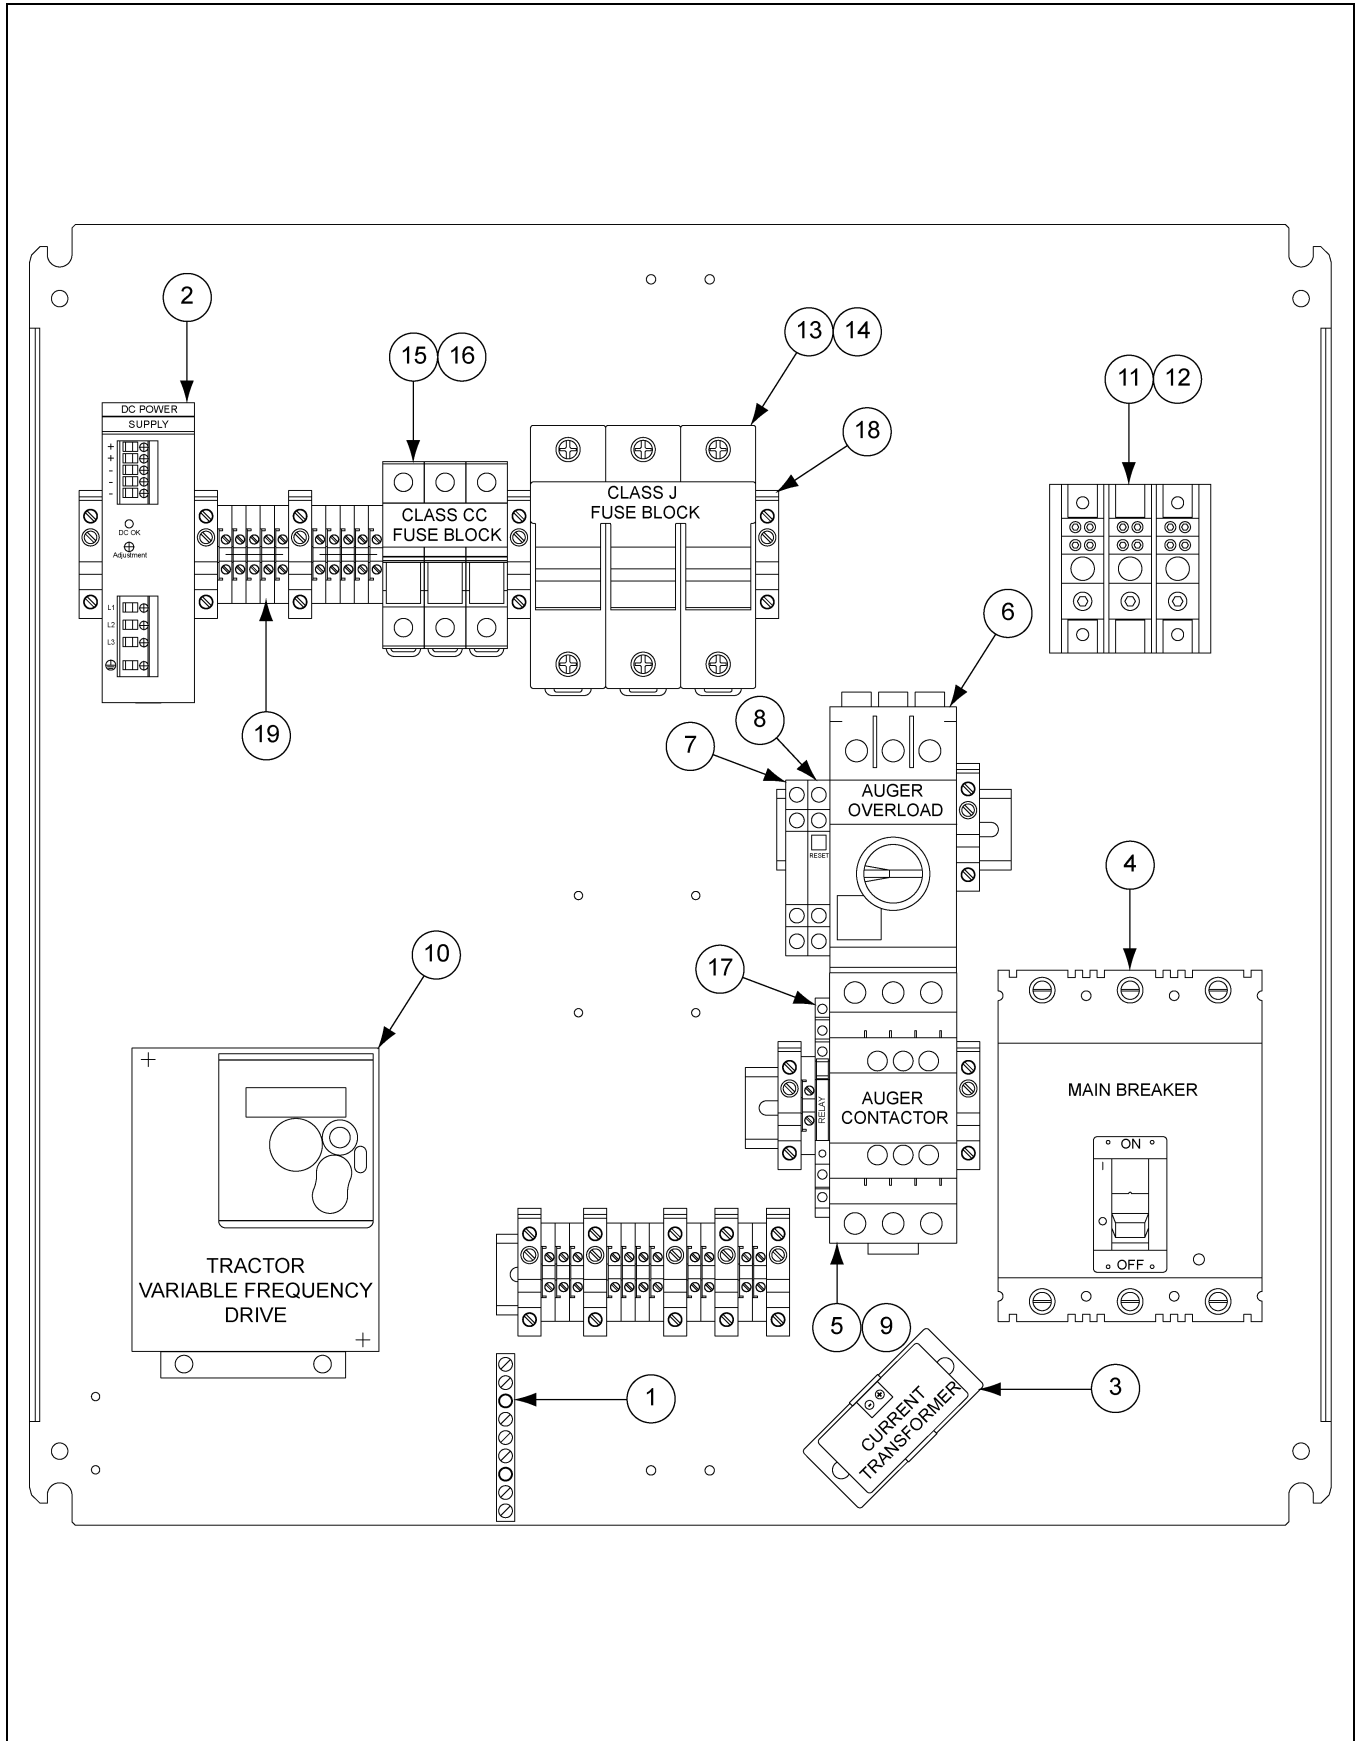 2
13 14
15 16
11 12
18
DC POWER
SUPPLY
+
+
-
-
-
DC OK
Adjustment
L1
L2
L3
CLASS CC
FUSE BLOCK
CLASS J
FUSE BLOCK
19
6
8
7
AUGER
OVERLOAD
RESET
4
10
17
RELAY
AUGER
CONTACTOR
MAIN BREAKER
ON
I
OFF
TRACTOR
VARIABLE FREQUENCY
DRIVE
5 9
1
3
CURRENT
TRANSFORMER